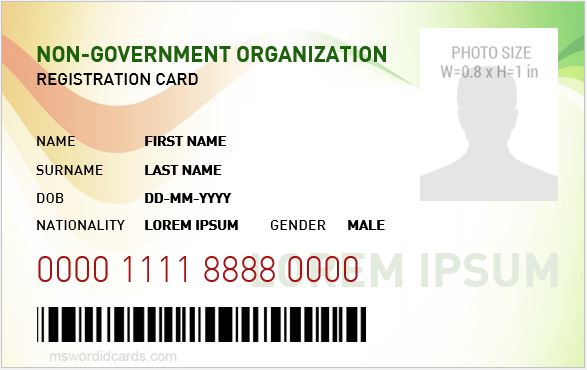 NON-GOVERNMENT ORGANIZATION
REGISTRATION CARD
PHOTO SIZE
W=0.8 x H=1 in
NAME FIRST NAME
SURNAME LAST NAME
DOB DD-MM-YYYY
NATIONALITY LOREM IPSUM GENDER MALE
0000 1111 8888 0000
LOREM IPSUM
mswordidcards.com